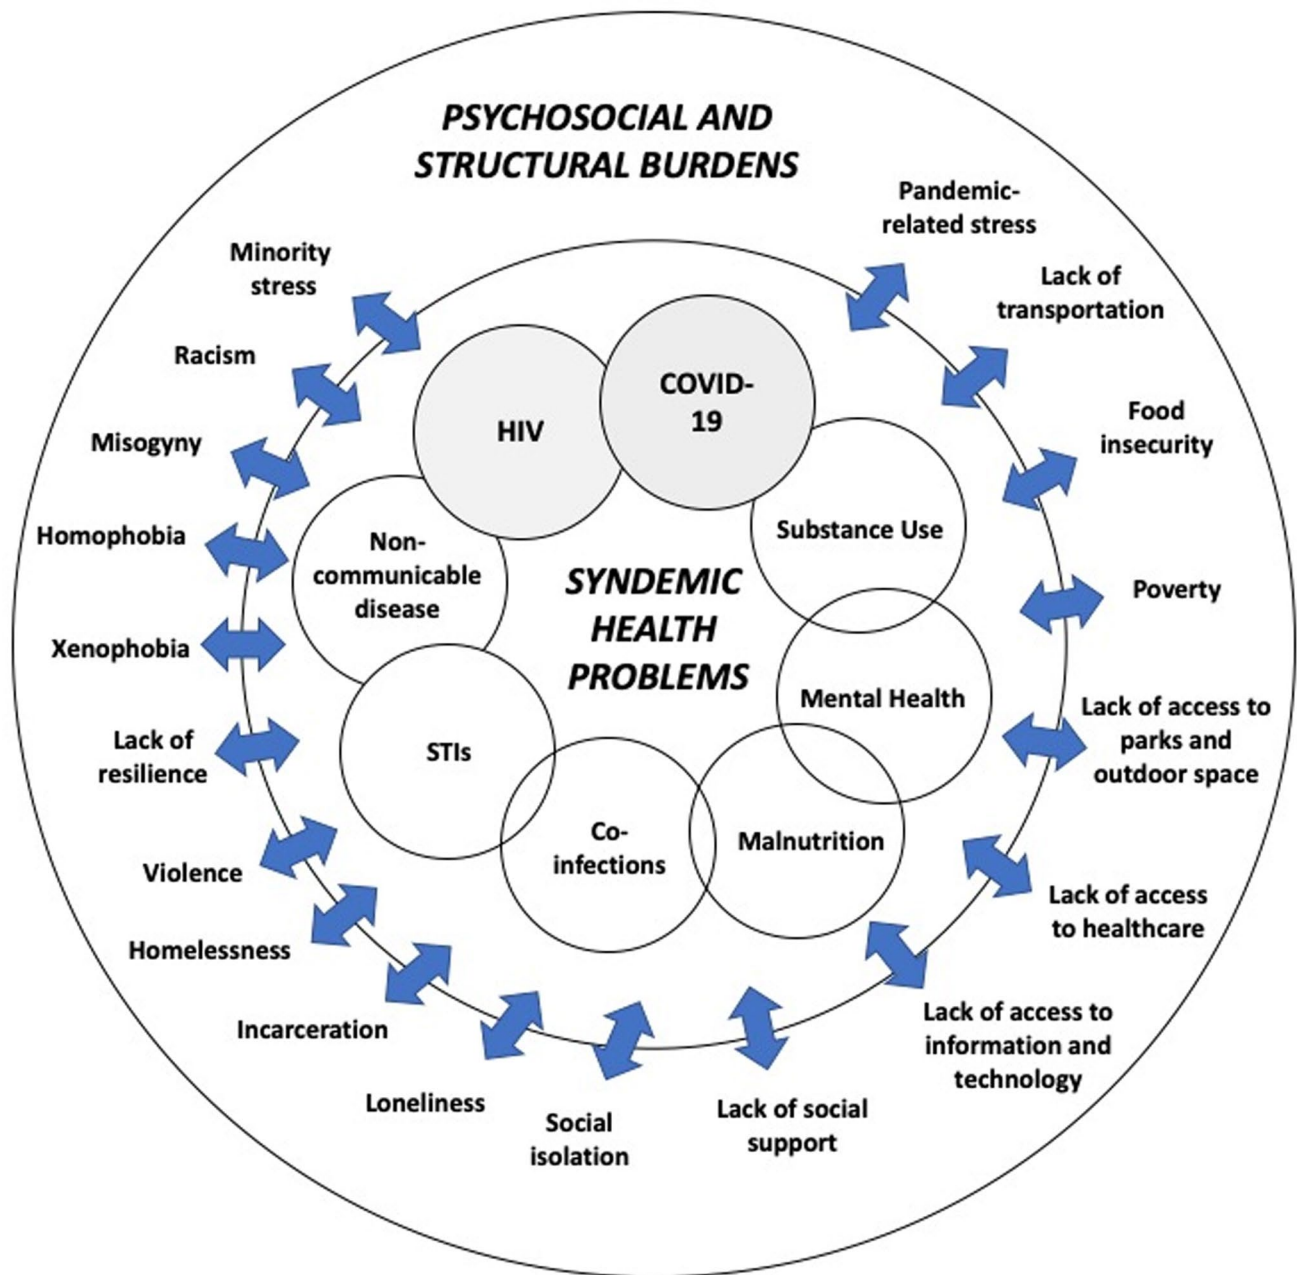 PSYCHOSOCIAL AND
STRUCTURAL BURDENS
Pandemic-
related stress
Lack of
transportation
Food
insecurity
Poverty
Lack of access to
parks and
outdoor space
Lack of access
to healthcare
Lack of access to
information and
technology
Lack of social
support
Social
isolation
Loneliness
Incarceration
Homelessness
Violence
Lack of
resilience
Xenophobia
Homophobia
Misogyny
Racism
Minority
stress
SYNDEMIC
HEALTH
PROBLEMS
HIV
COVID-
19
Substance Use
Mental Health
Malnutrition
Co-
infections
STIs
Non-
communicable
disease